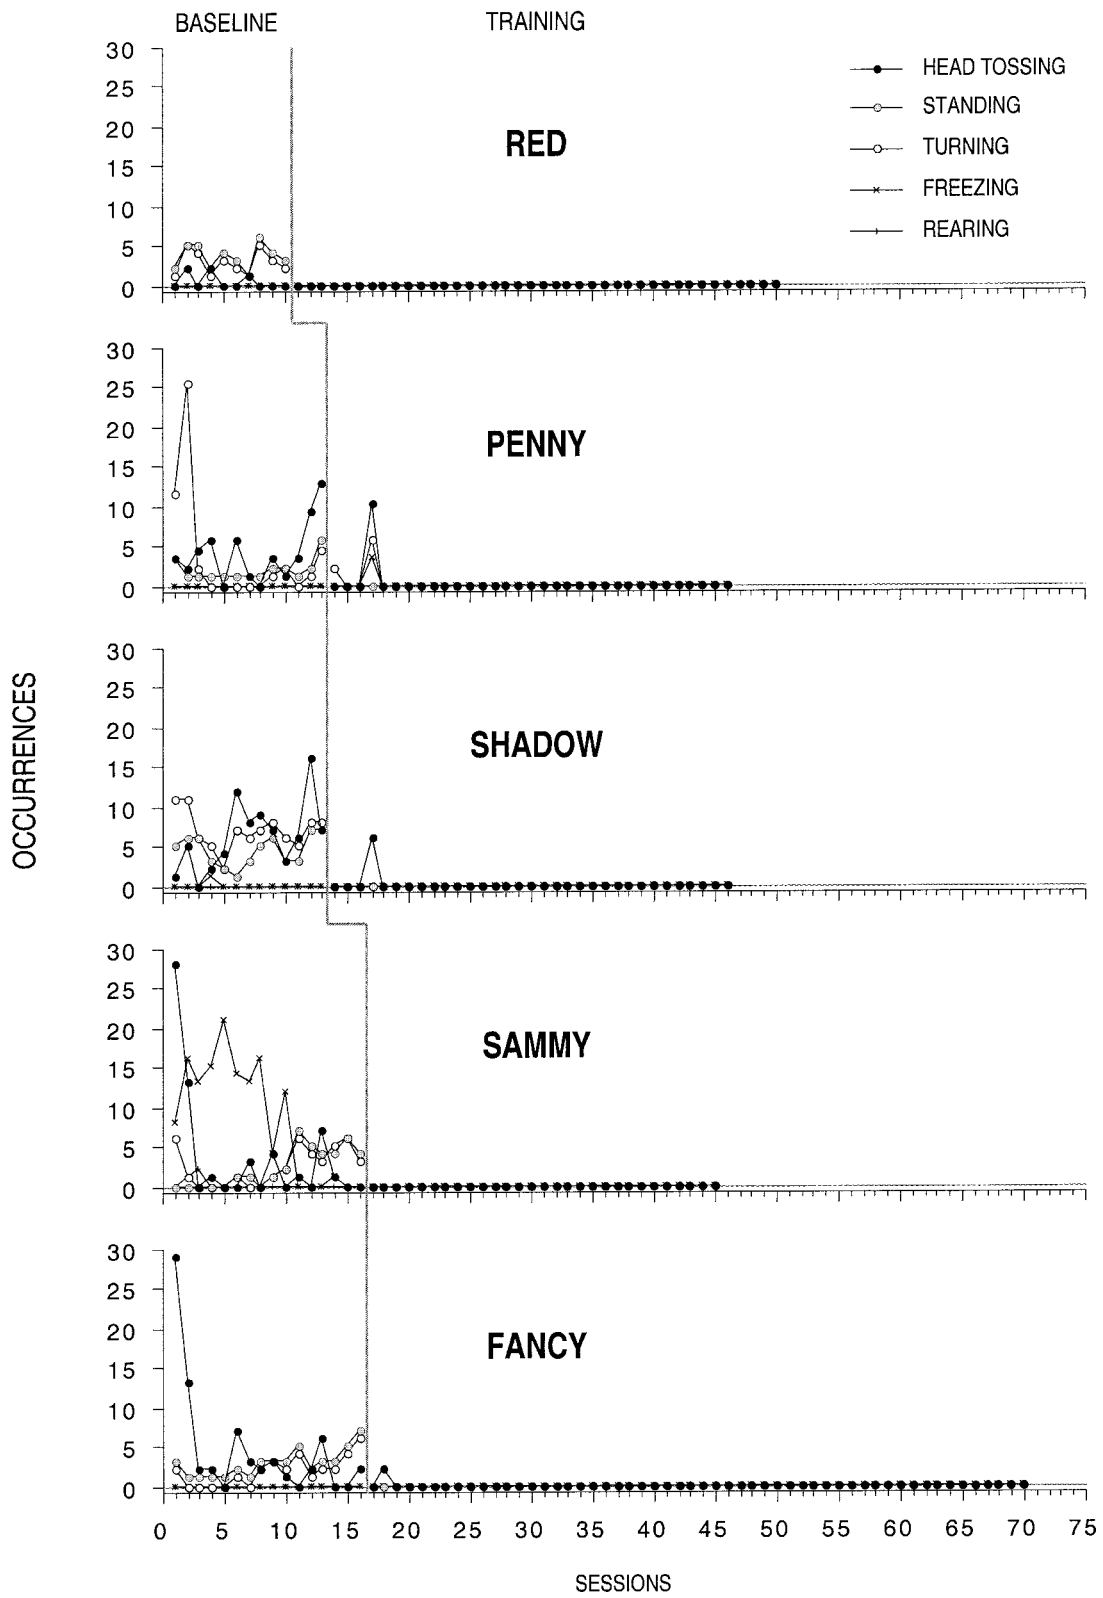 BASELINE TRAINING
30
25
20
15
10
5
0
RED
HEAD TOSSING
STANDING
TURNING
FREEZING
REARING
30
25
20
15
10
5
0
PENNY
OCCURRENCES
30
25
20
15
10
5
0
SHADOW
30
25
20
15
10
5
0
SAMMY
30
25
20
15
10
5
0
FANCY
0 5 10 15 20 25 30 35 40 45 50 55 60 65 70 75
SESSIONS